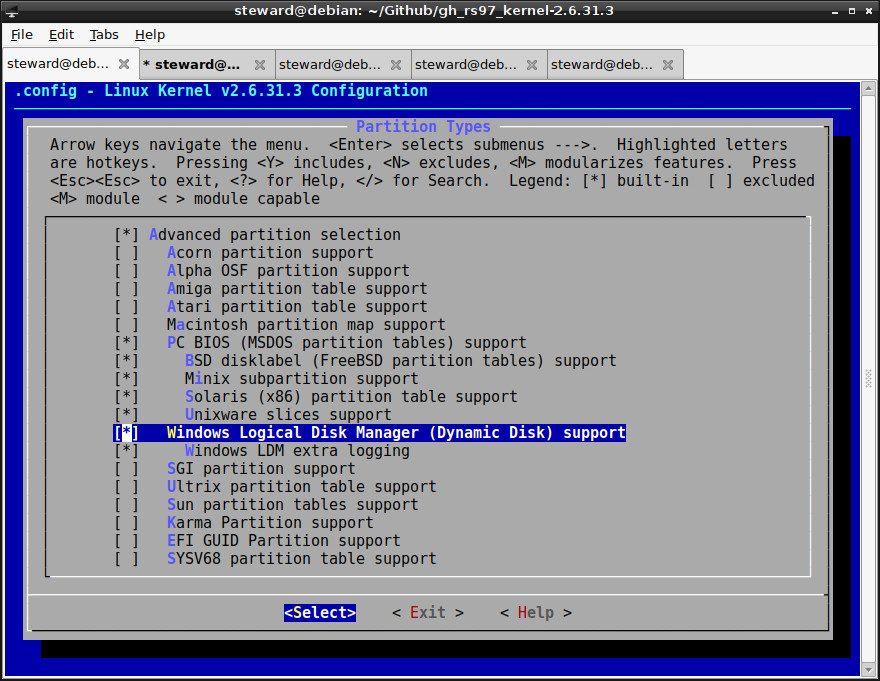 steward@debian: ~/Github/gh_rs97_kernel-2.6.31.3
File Edit Tabs Help
steward@deb... * steward@... steward@deb... steward@deb... steward@deb...
.config - Linux Kernel v2.6.31.3 Configuration
Partition Types
Arrow keys navigate the menu. <Enter> selects submenus --->. Highlighted letters
are hotkeys. Pressing <Y> includes, <N> excludes, <M> modularizes features. Press
<Esc><Esc> to exit, <?> for Help, </> for Search. Legend: [*] built-in [ ] excluded
<M> module < > module capable
[*] Advanced partition selection
[ ] Acorn partition support
[ ] Alpha OSF partition support
[ ] Amiga partition table support
[ ] Atari partition table support
[ ] Macintosh partition map support
[*] PC BIOS (MSDOS partition tables) support
[*] BSD disklabel (FreeBSD partition tables) support
[*] Minix subpartition support
[*] Solaris (x86) partition table support
[*] Unixware slices support
[*] Windows Logical Disk Manager (Dynamic Disk) support
[*] Windows LDM extra logging
[ ] SGI partition support
[ ] Ultrix partition table support
[ ] Sun partition tables support
[ ] Karma Partition support
[ ] EFI GUID Partition support
[ ] SYSV68 partition table support
<Select> < Exit > < Help >